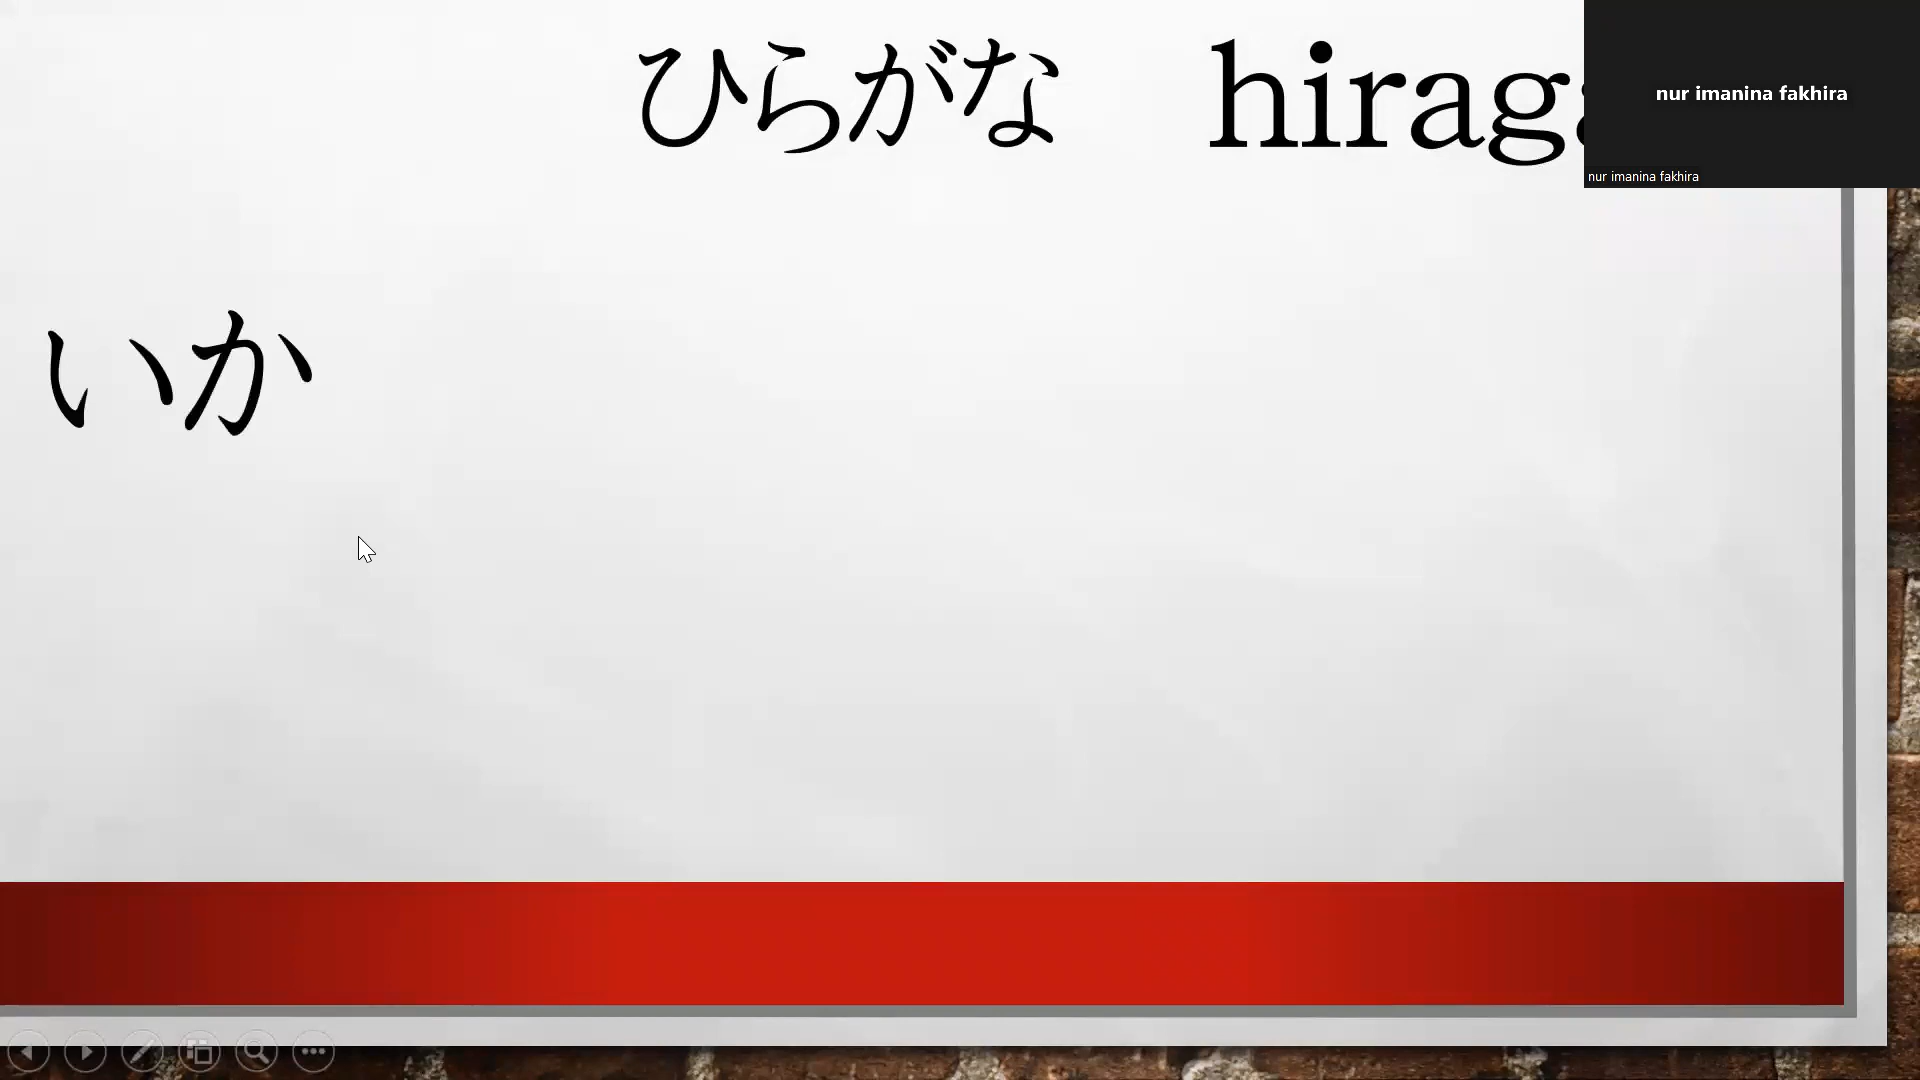 ひらがな hirag
nur imanina fakhira
nur imanina fakhira
いか